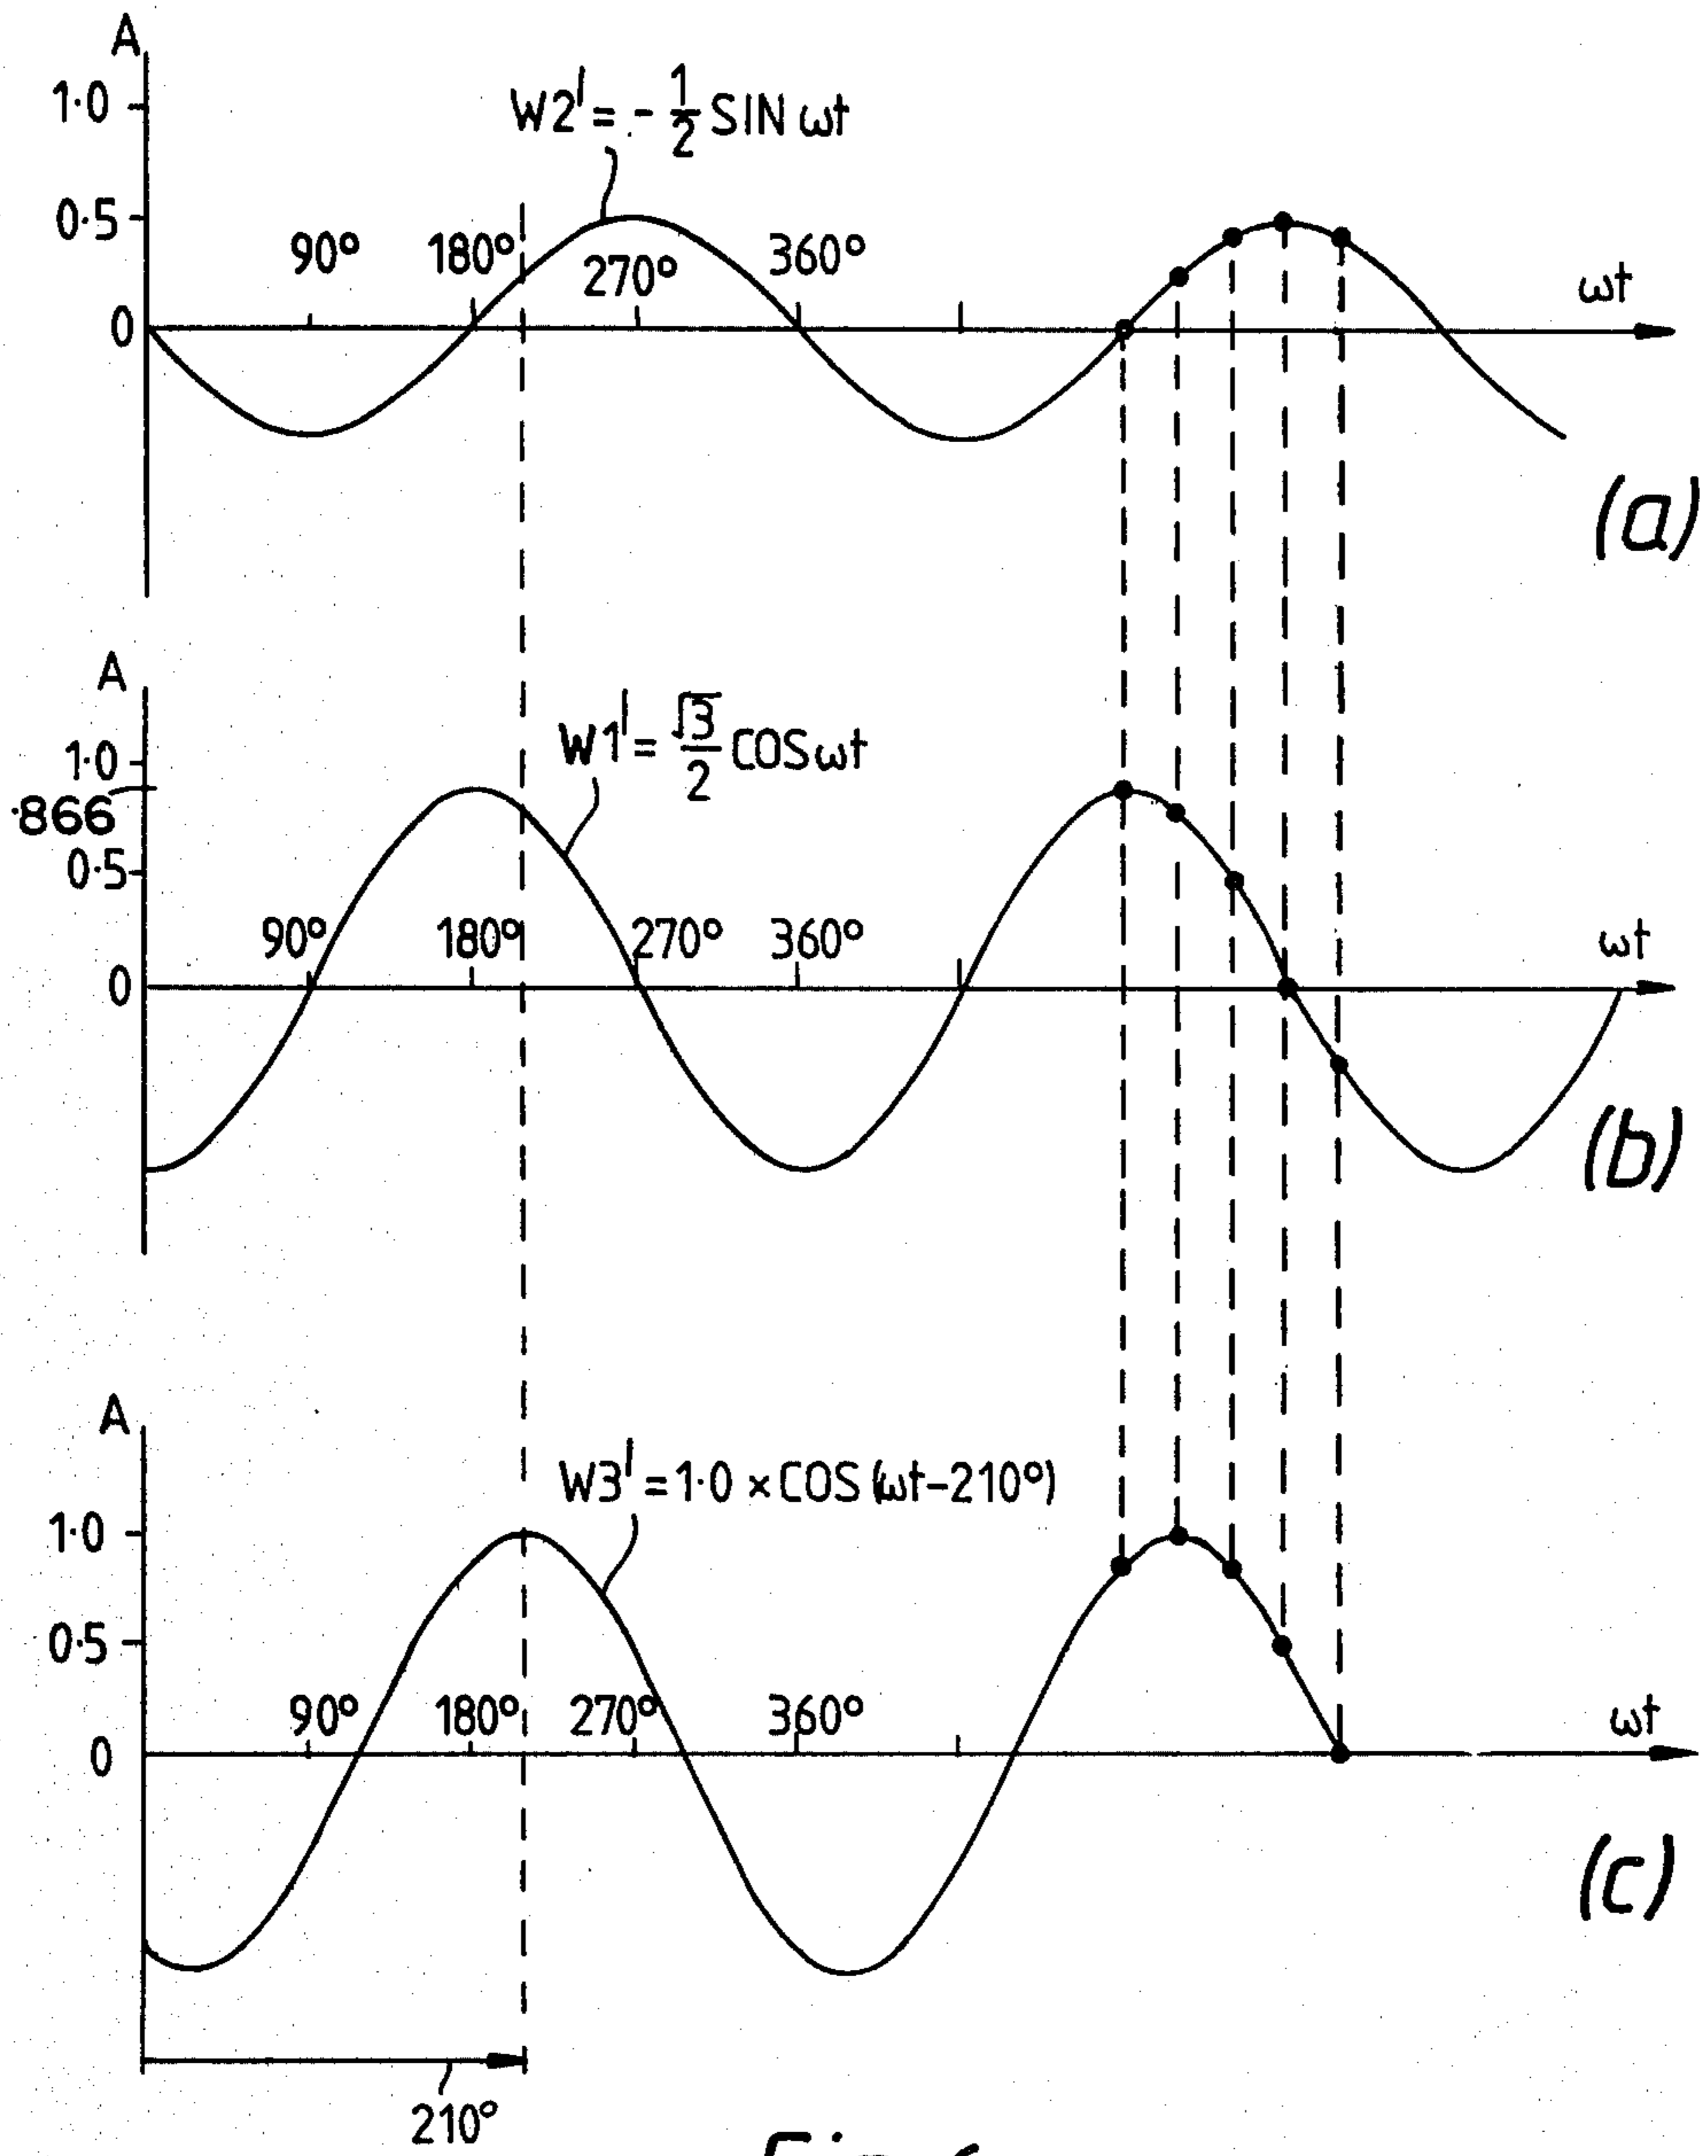 A
1·0
W2' = - 1/2 SIN ωt
0·5
90° 180° 270° 360°
ωt
0
(a)
A
1·0
W1' = √3/2 COS ωt
·866
0·5
90° 180° 270° 360°
ωt
0
(b)
A
W3' = 1·0 × COS (ωt–210°)
1·0
0·5
90° 180° 270° 360°
ωt
0
(c)
210°